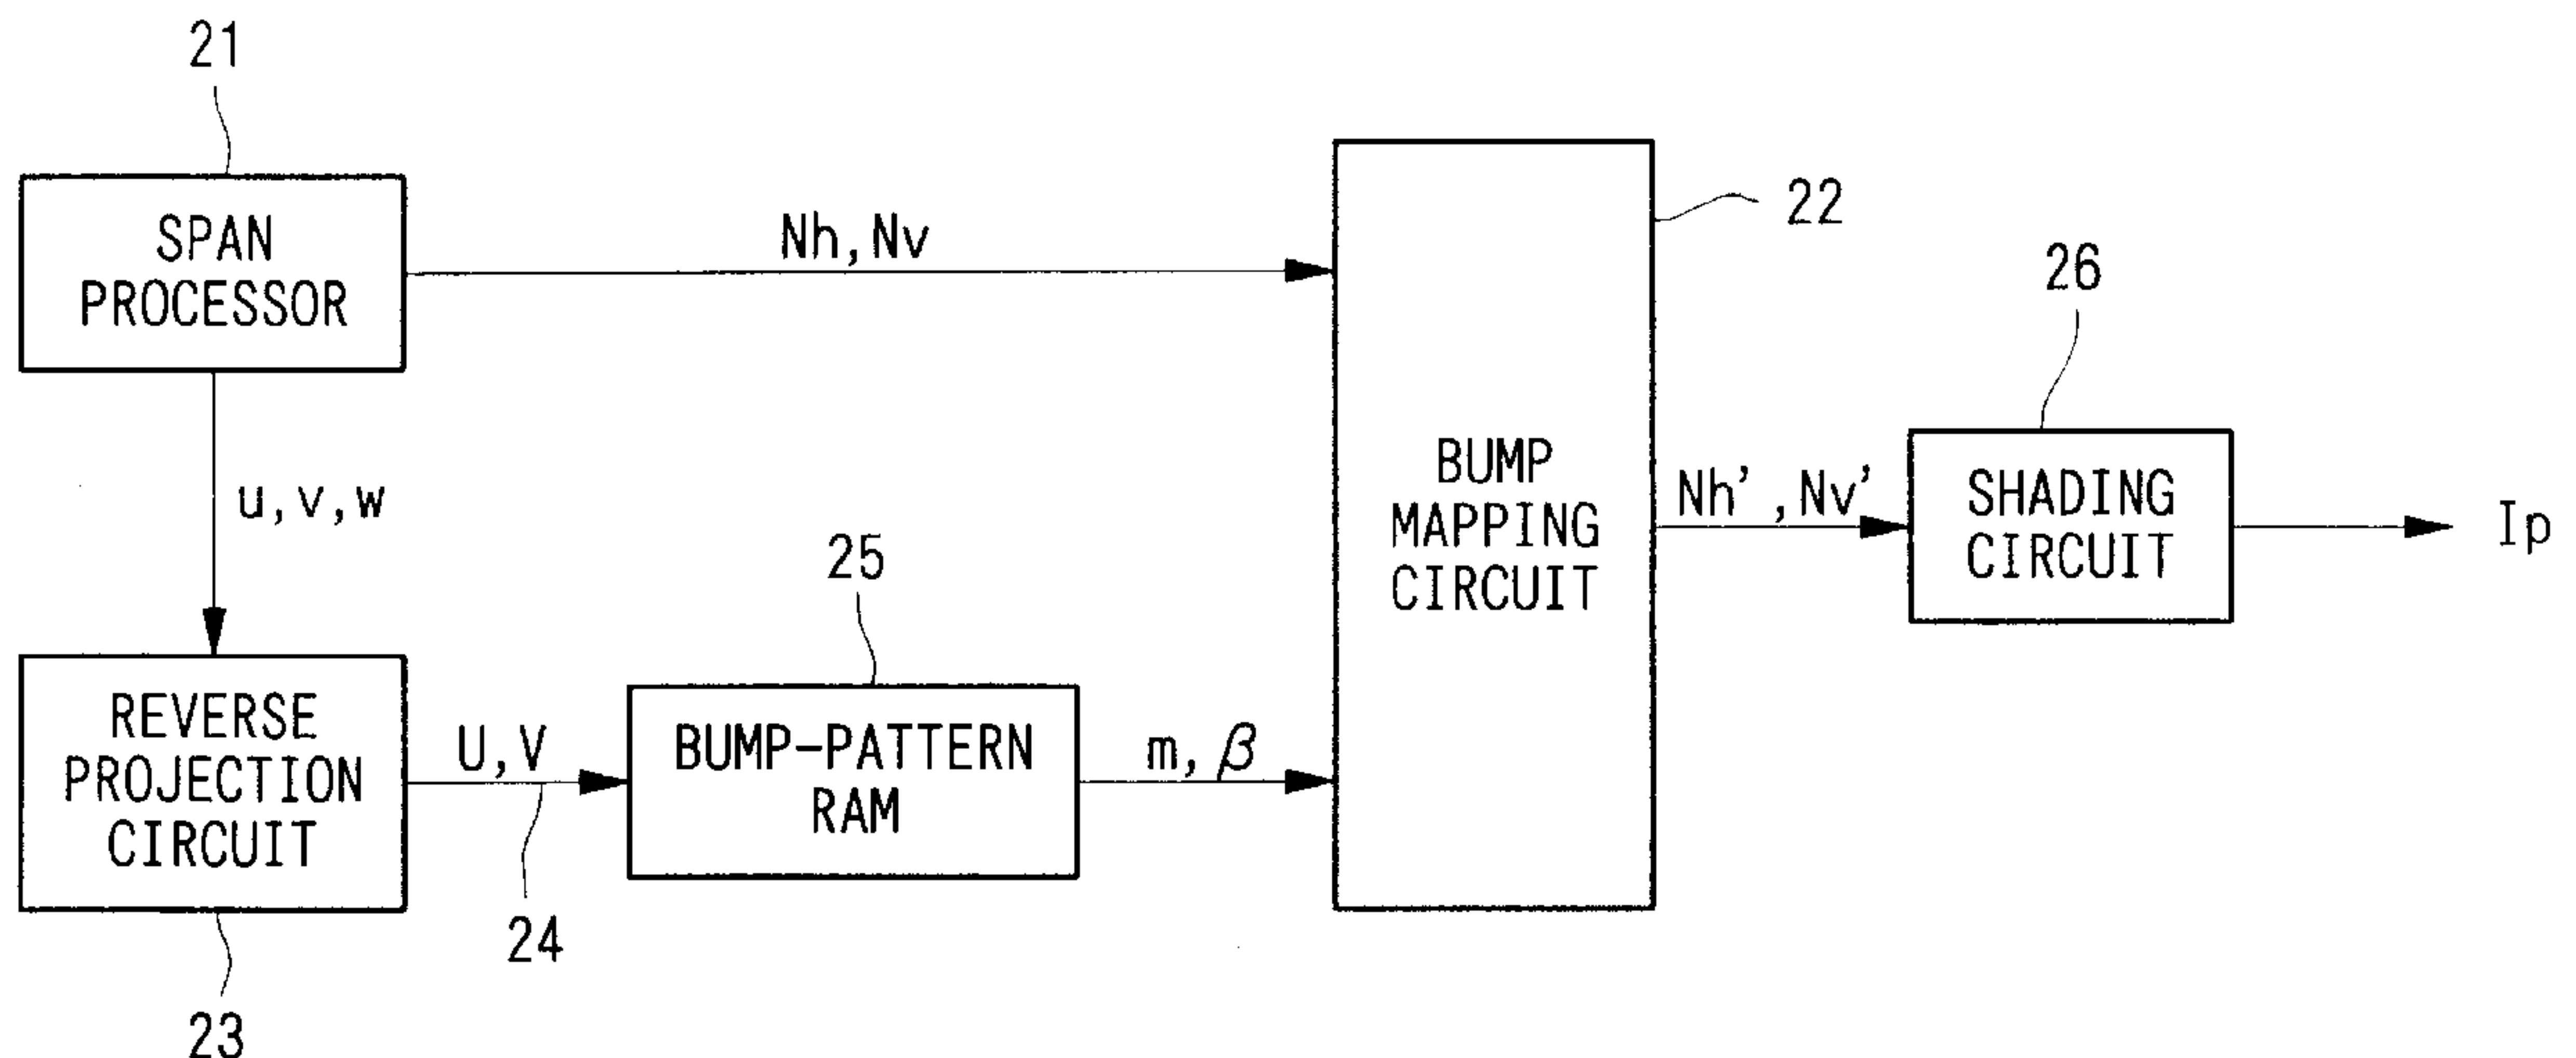 21
SPAN
PROCESSOR
Nh,Nv
22
26
u,v,w
BUMP
MAPPING
CIRCUIT
Nh’,Nv’
SHADING
CIRCUIT
Ip
25
REVERSE
PROJECTION
CIRCUIT
U,V
BUMP-PATTERN
RAM
m,β
24
23